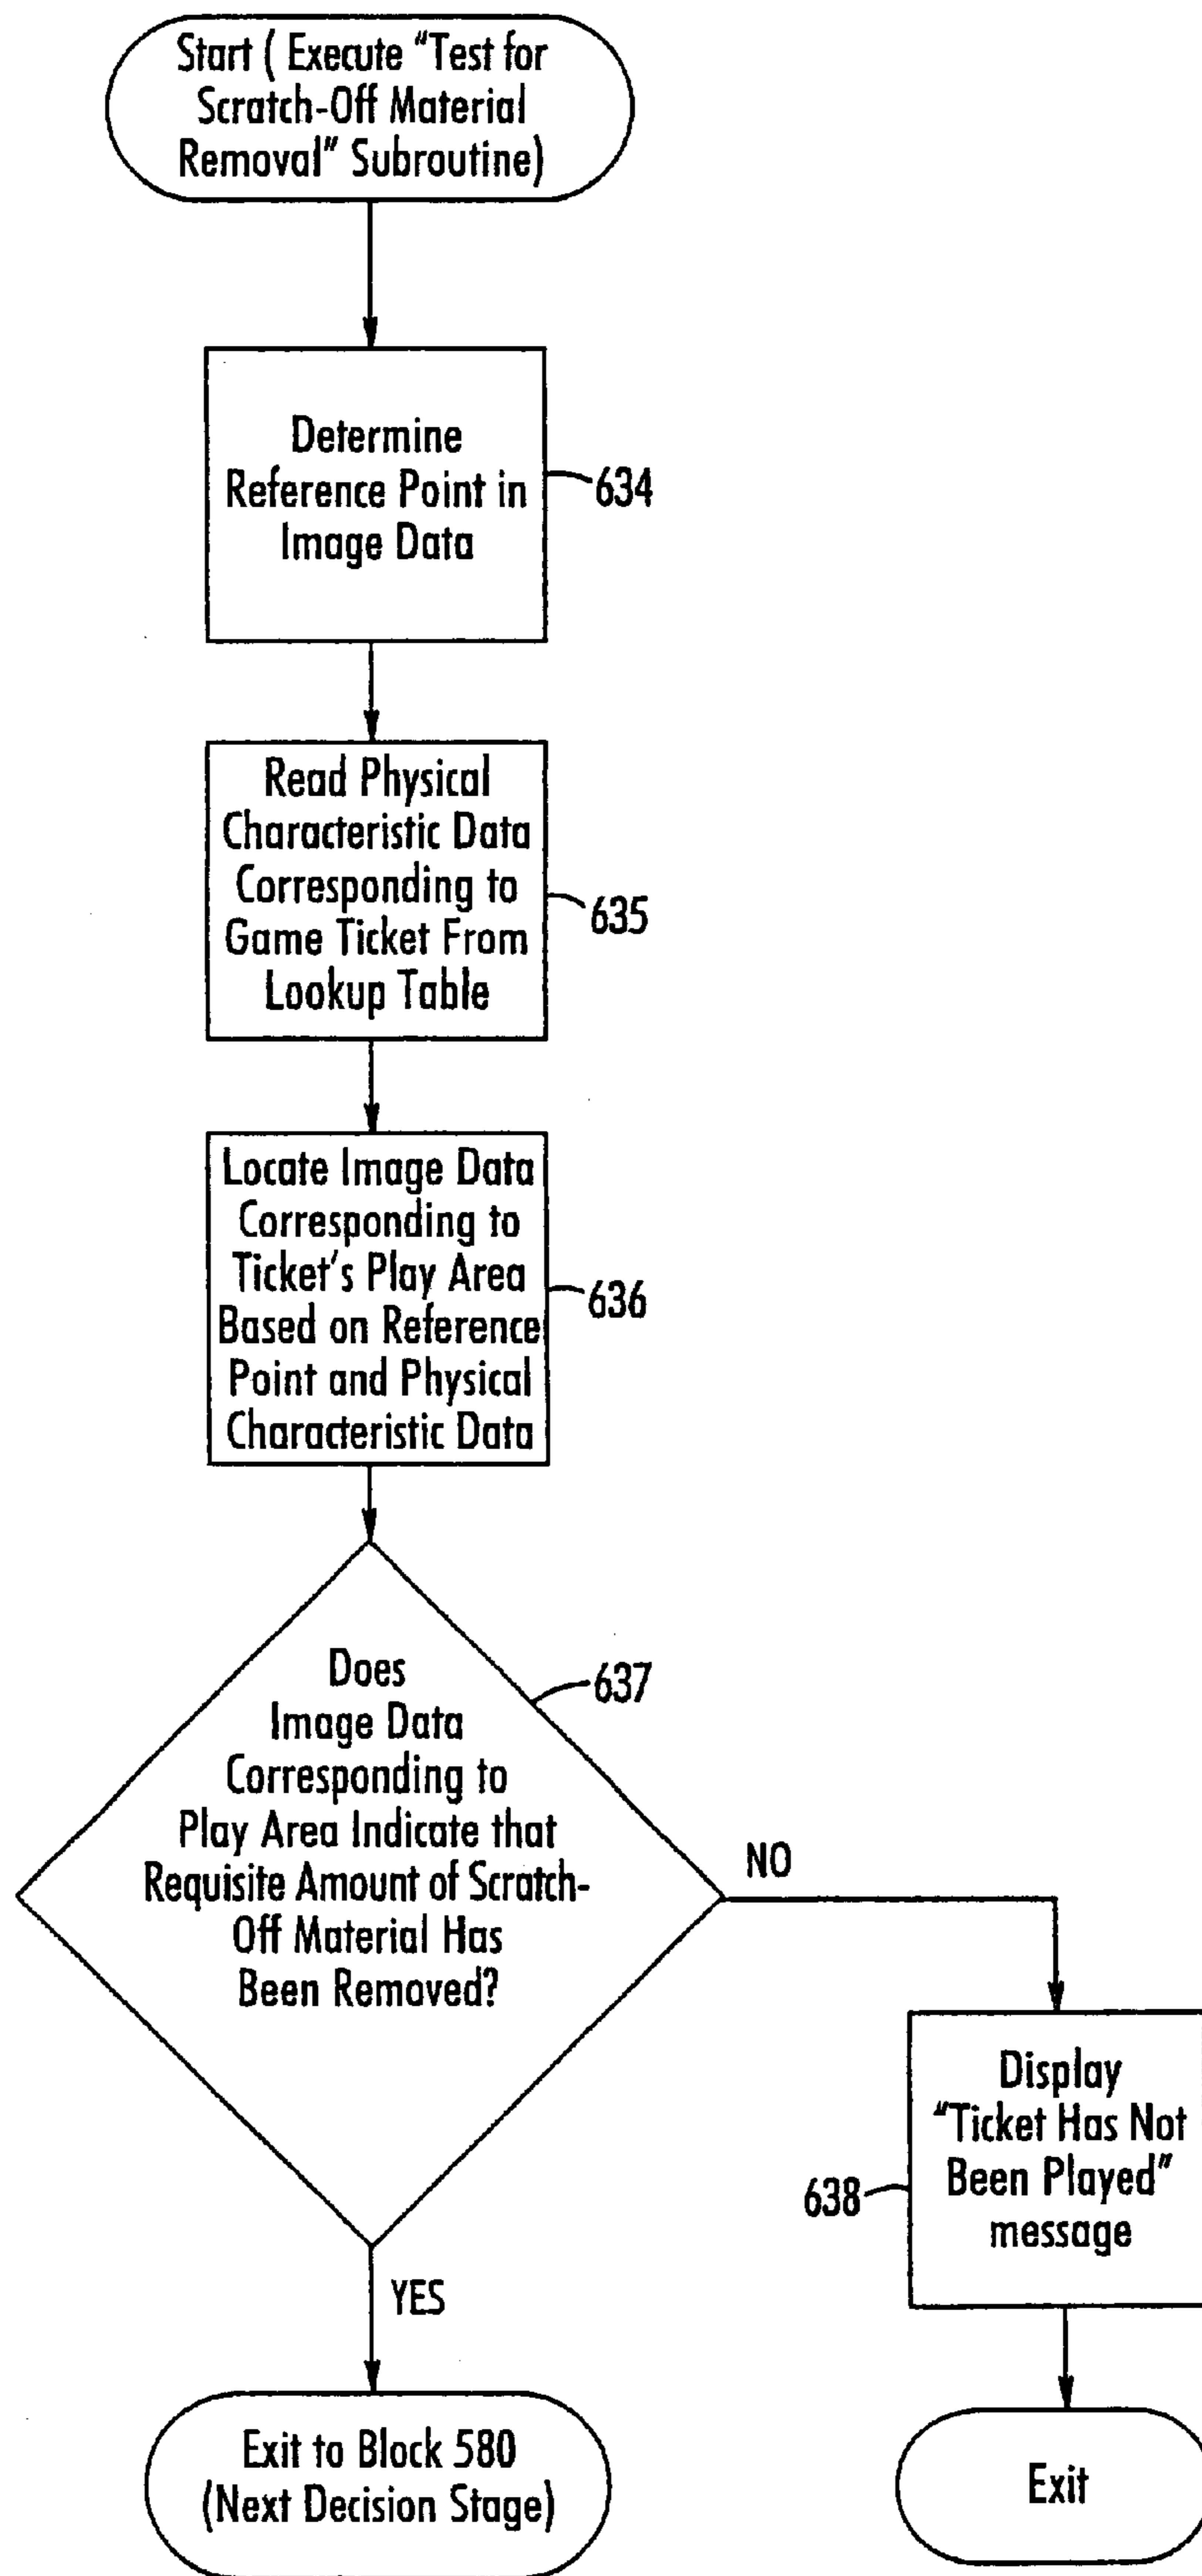 Start ( Execute "Test for
Scratch-Off Material
Removal" Subroutine)
Determine
Reference Point in
Image Data
634
Read Physical
Characteristic Data
Corresponding to
Game Ticket From
Lookup Table
635
Locate Image Data
Corresponding to
Ticket's Play Area
Based on Reference
Point and Physical
Characteristic Data
636
Does
Image Data
Corresponding to
Play Area Indicate that
Requisite Amount of Scratch-
Off Material Has
Been Removed?
637
NO
Display
"Ticket Has Not
Been Played"
message
638
YES
Exit to Block 580
(Next Decision Stage)
Exit